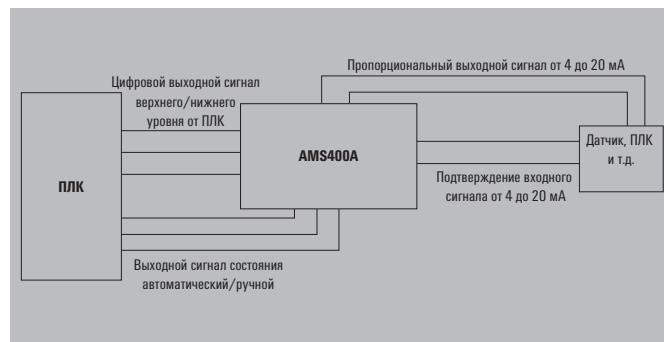 Пропорциональный выходной сигнал от 4 до 20 мА
Цифровой выходной сигнал
верхнего/нижнего
уровня от ПЛК
ПЛК
AMS400A
Датчик, ПЛК
и т.д.
Подтверждение входного
сигнала от 4 до 20 мА
Выходной сигнал состояния
автоматический/ручной